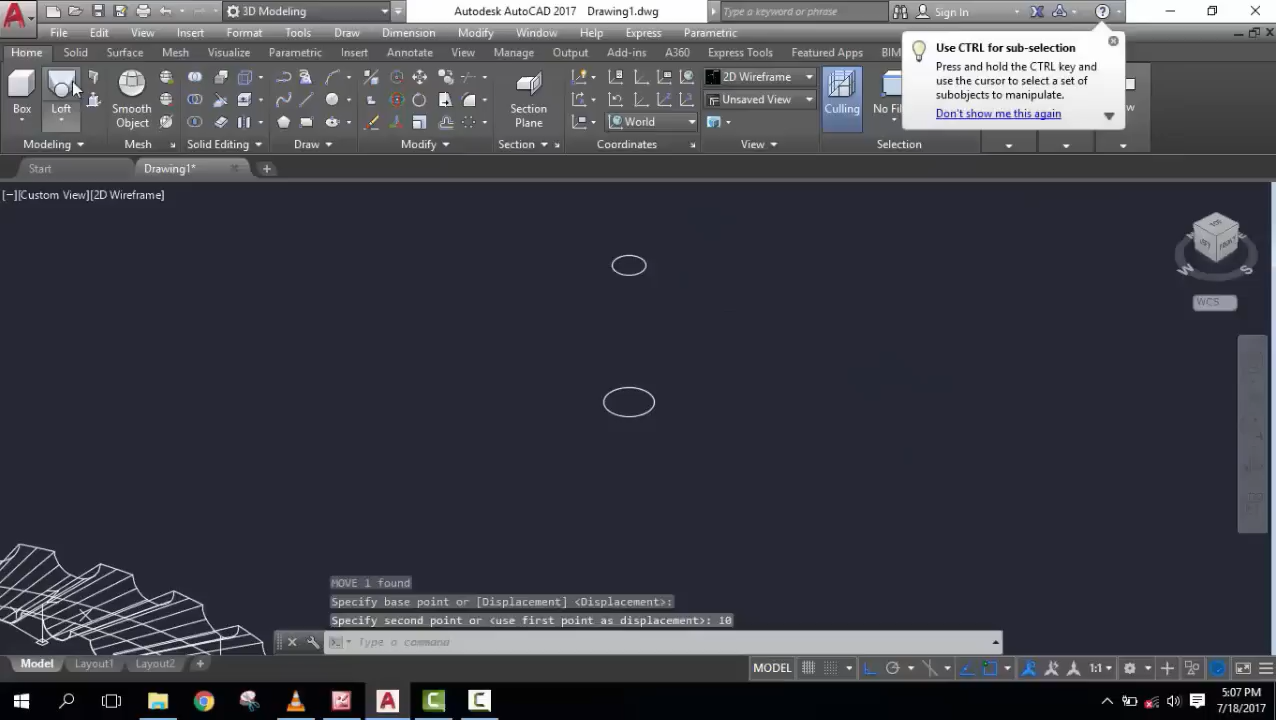 3D Modeling
Autodesk AutoCAD 2017 Drawing1.dwg
Type a keyword or phrase
Sign In
File Edit View Insert Format Tools Draw Dimension Modify Window Help Express Parametric
Home Solid Surface Mesh Visualize Parametric Insert Annotate View Manage Output Add-ins A360 Express Tools Featured Apps BIM
Use CTRL for sub-selection
Press and hold the CTRL key and
use the cursor to select a set of
subobjects to manipulate.
Don't show me this again
Box
Loft
Smooth
Object
Section
Plane
2D Wireframe
Unsaved View
World
Culling
No Fil
Modeling
Mesh
Solid Editing
Draw
Modify
Section
Coordinates
View
Selection
Start
Drawing1*
[−][Custom View][2D Wireframe]
TOP
W
S
WCS
MOVE 1 found
Specify base point or [Displacement] <Displacement>:
Specify second point or <use first point as displacement>: 10
Type a command
Model Layout1 Layout2
MODEL
1:1
5:07 PM
7/18/2017